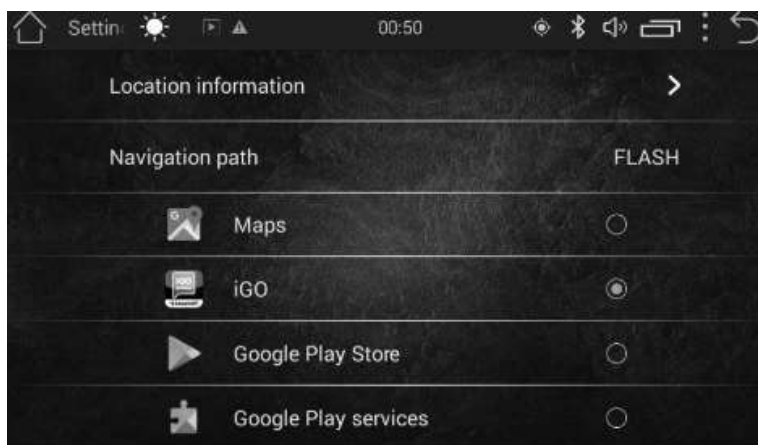 Settin
00:50
Location information
Navigation path FLASH
Maps
iGO
Google Play Store
Google Play services